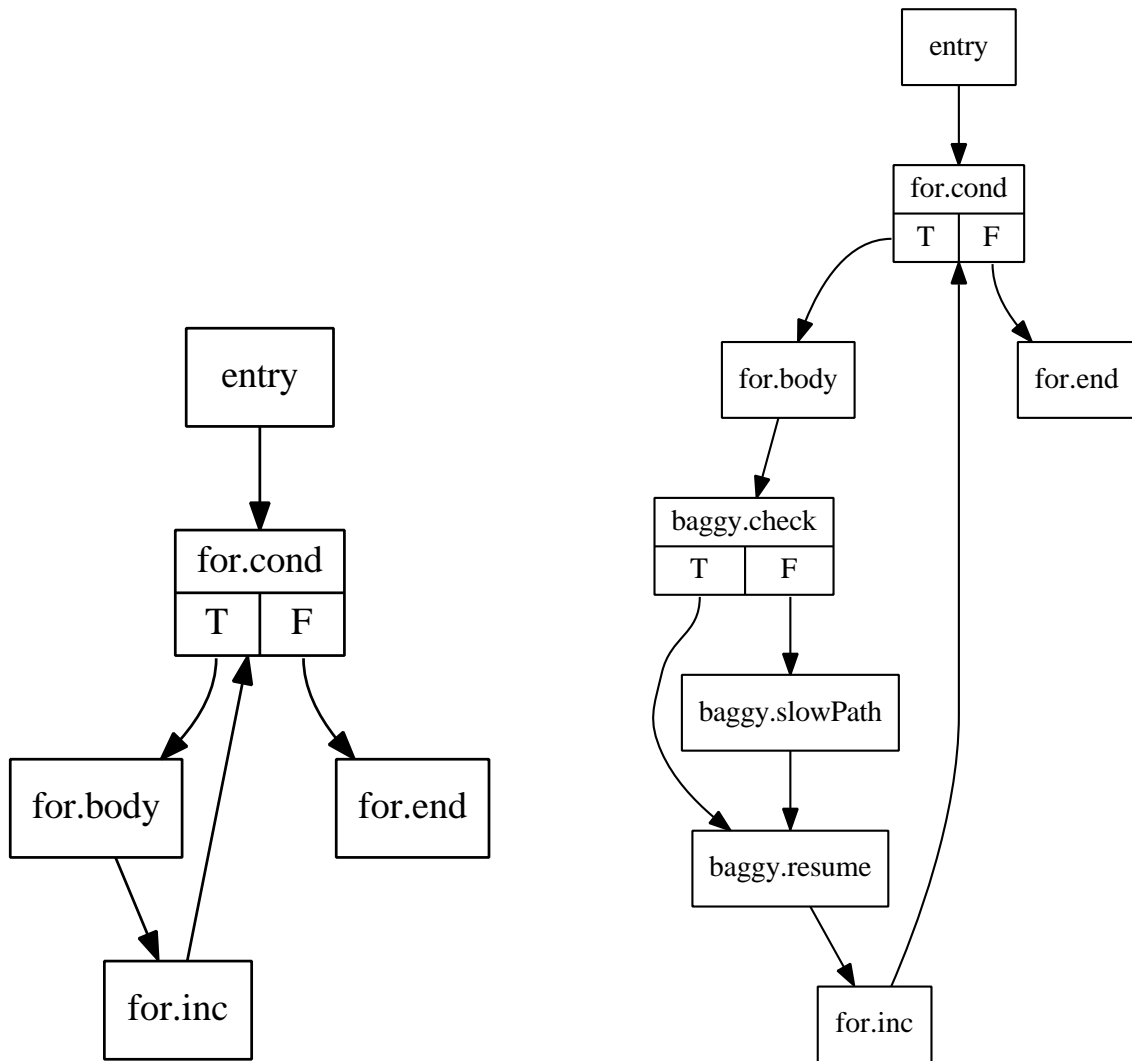 entry
for.cond
T F
for.body
for.end
for.inc
entry
for.cond
T F
for.body
for.end
baggy.check
T F
baggy.slowPath
baggy.resume
for.inc